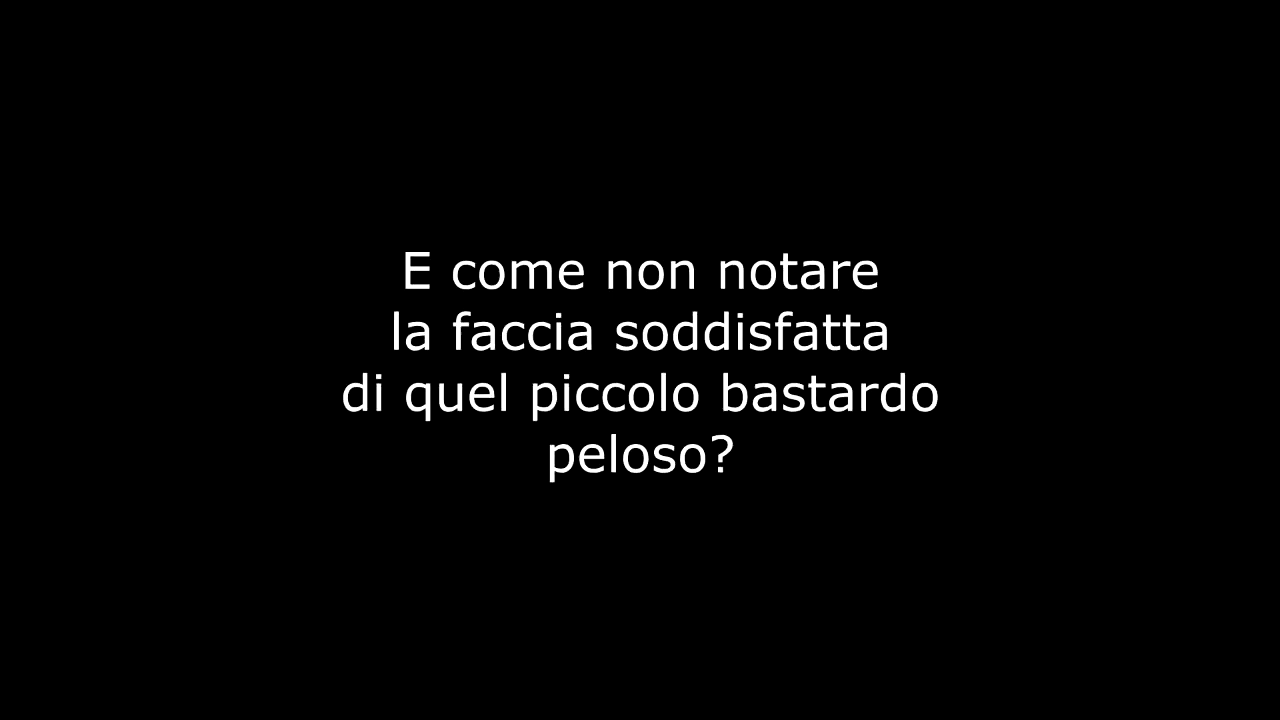 E come non notare
la faccia soddisfatta
di quel piccolo bastardo
peloso?